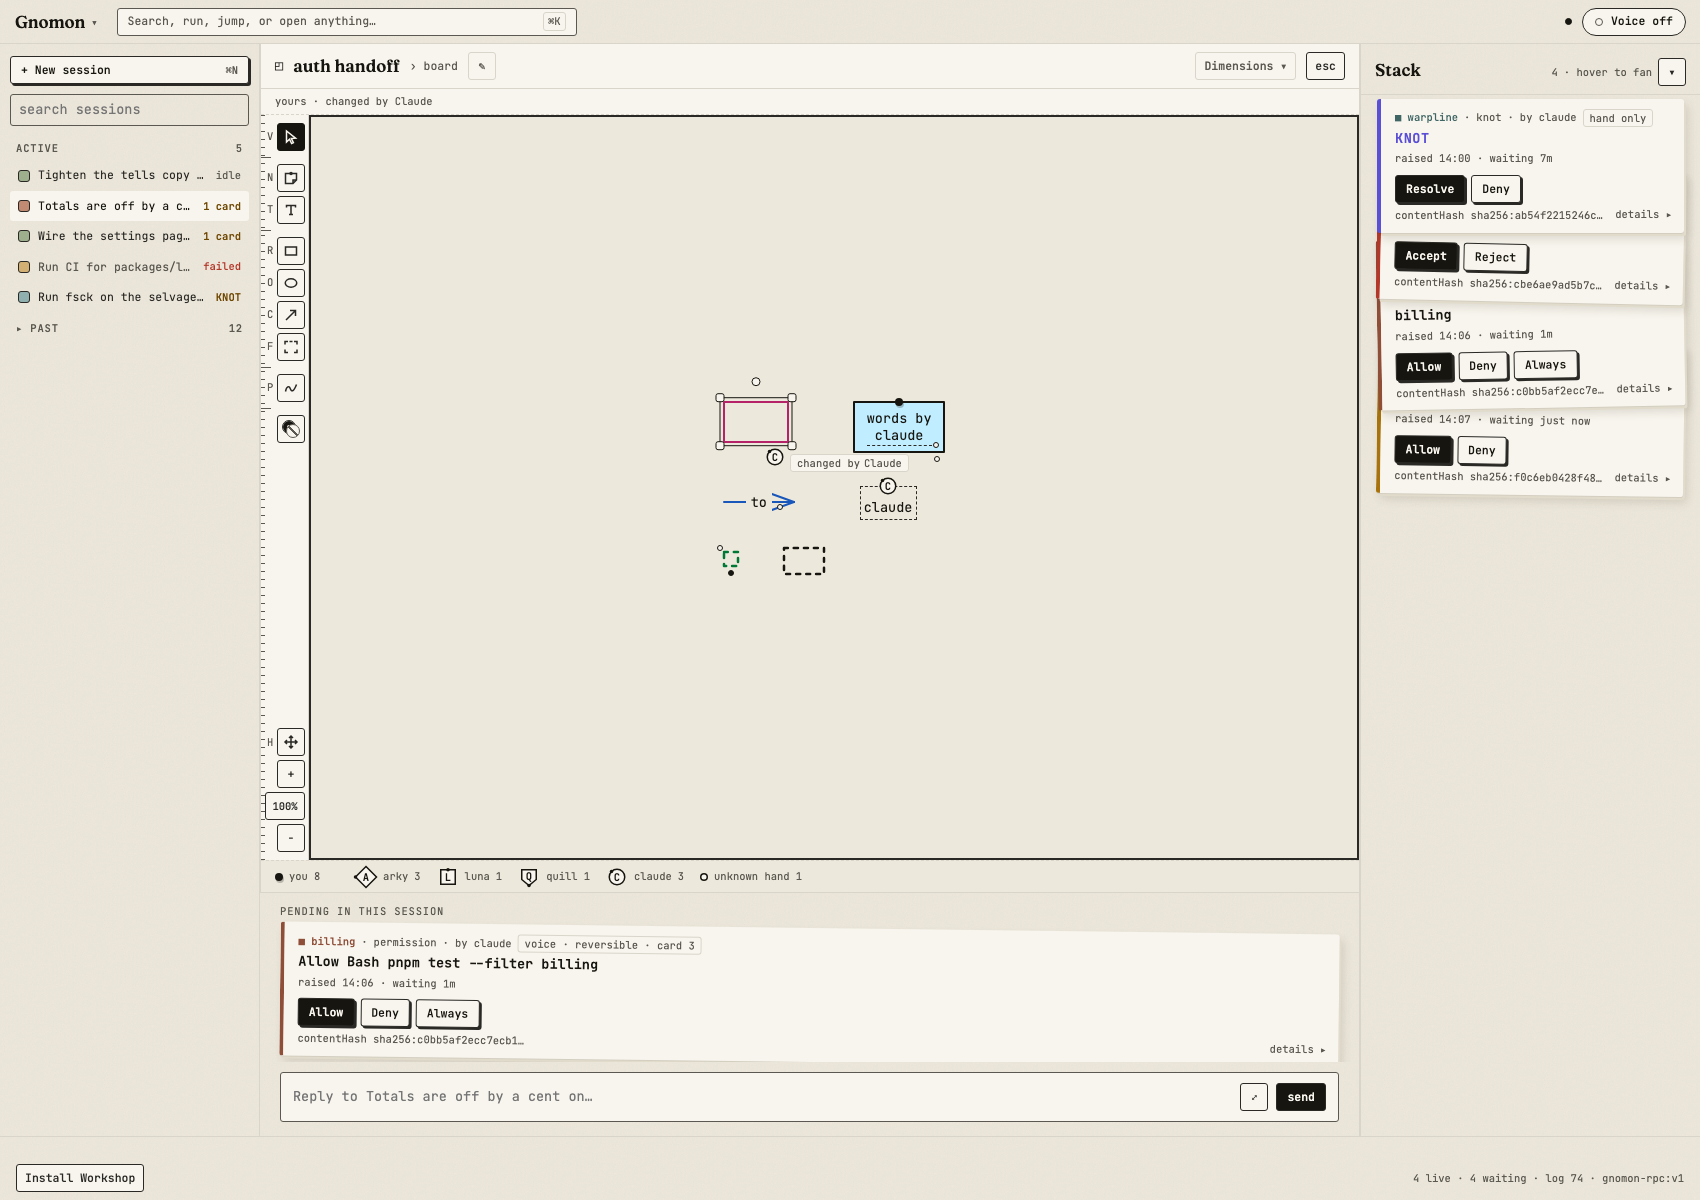 Gnomon ▾
Search, run, jump, or open anything…
⌘K
Voice off
+ New session
⌘N
search sessions
ACTIVE 5
Tighten the tells copy … idle
Totals are off by a c… 1 card
Wire the settings pag… 1 card
Run CI for packages/l… failed
Run fsck on the selvage… KNOT
▸ PAST 12
auth handoff › board
Dimensions ▾
esc
yours · changed by Claude
V
N
T
R
O
C
F
P
H
+
100%
-
words by
claude
C
changed by Claude
to
C
claude
you 8
A arky 3
L luna 1
Q quill 1
C claude 3
unknown hand 1
PENDING IN THIS SESSION
billing · permission · by claude voice · reversible · card 3
Allow Bash pnpm test --filter billing
raised 14:06 · waiting 1m
Allow Deny Always
contentHash sha256:c0bb5af2ecc7ecb1…
details ▸
Reply to Totals are off by a cent on…
send
Stack
4 · hover to fan ▾
warpline · knot · by claude hand only
KNOT
raised 14:00 · waiting 7m
Resolve Deny
contentHash sha256:ab54f2215246c… details ▸
Accept Reject
contentHash sha256:cbe6ae9ad5b7c… details ▸
billing
raised 14:06 · waiting 1m
Allow Deny Always
contentHash sha256:c0bb5af2ecc7e… details ▸
raised 14:07 · waiting just now
Allow Deny
contentHash sha256:f0c6eb0428f48… details ▸
Install Workshop
4 live · 4 waiting · log 74 · gnomon-rpc:v1